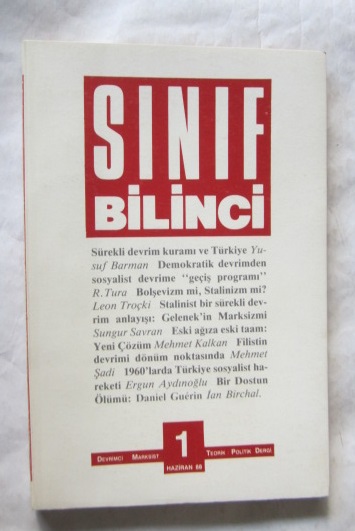 SINIF
BİLİNCİ
Sürekli devrim kuramı ve Türkiye Yu-
suf Barman Demokratik devrimden
sosyalist devrime "geçiş programı"
R. Tura Bolşevizm mi, Stalinizm mi?
Leon Troçki Stalinist bir sürekli dev-
rim anlayışı: Gelenek'in Marksizmi
Sungur Savran Eski ağıza eski taam:
Yeni Çözüm Mehmet Kalkan Filistin
devrimi dönüm noktasında Mehmet
Şadi 1960'larda Türkiye sosyalist ha-
reketi Ergun Aydınoğlu Bir Dostun
Ölümü: Daniel Guérin İan Birchal.
DEVRİMCİ MARKSİST 1 TEORİK POLİTİK DERGİ
HAZİRAN 88